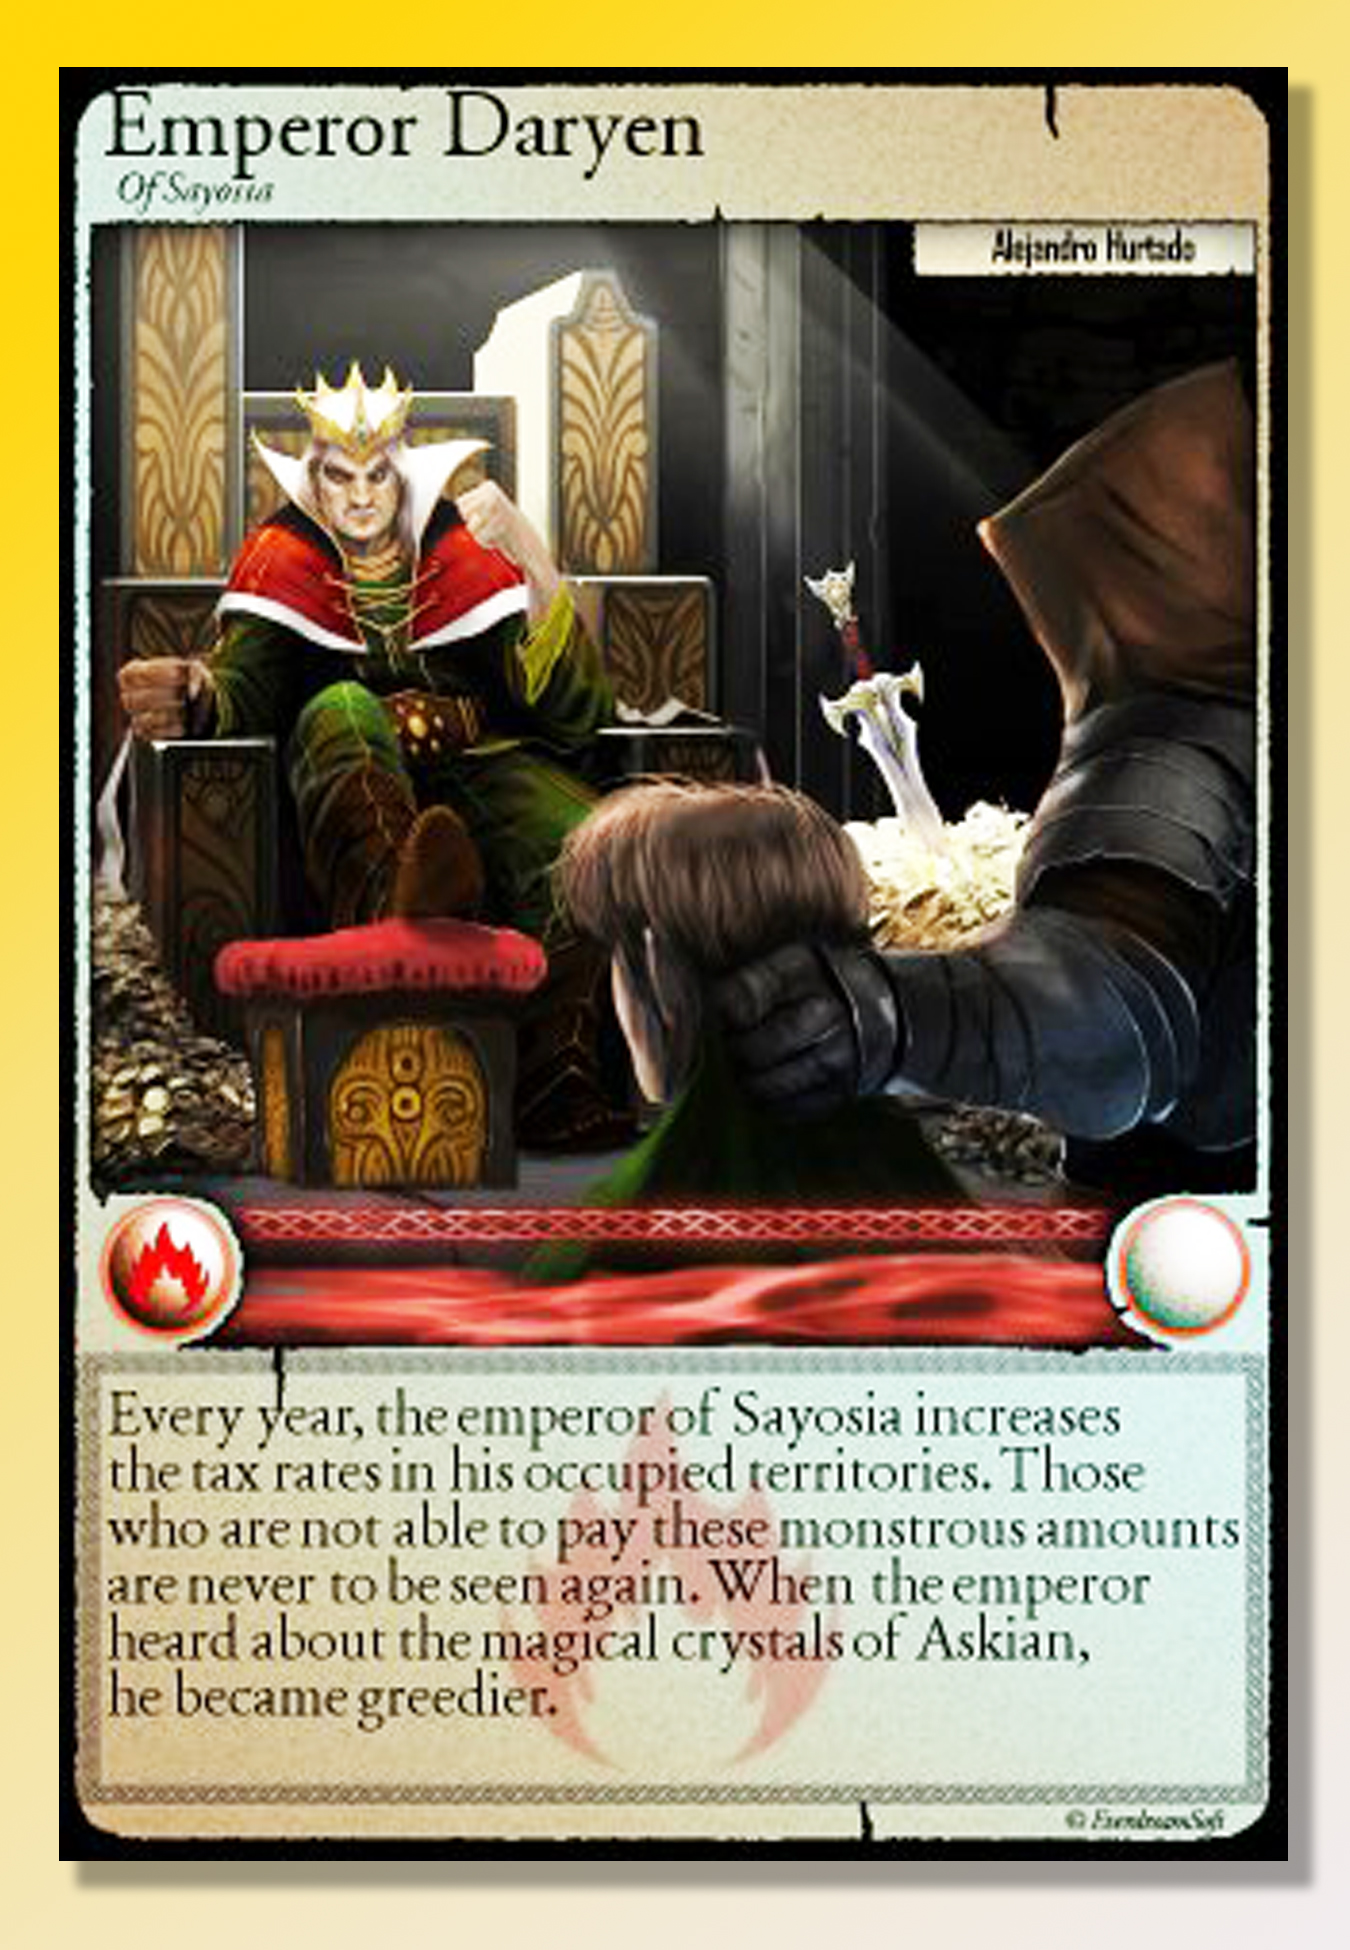 Emperor Daryen
Of Sayosia
Alejandro Hurtado
Every year, the emperor of Sayosia increases
the tax rates in his occupied territories. Those
who are not able to pay these monstrous amounts
are never to be seen again. When the emperor
heard about the magical crystals of Askian,
he became greedier.
© EverdreamSoft